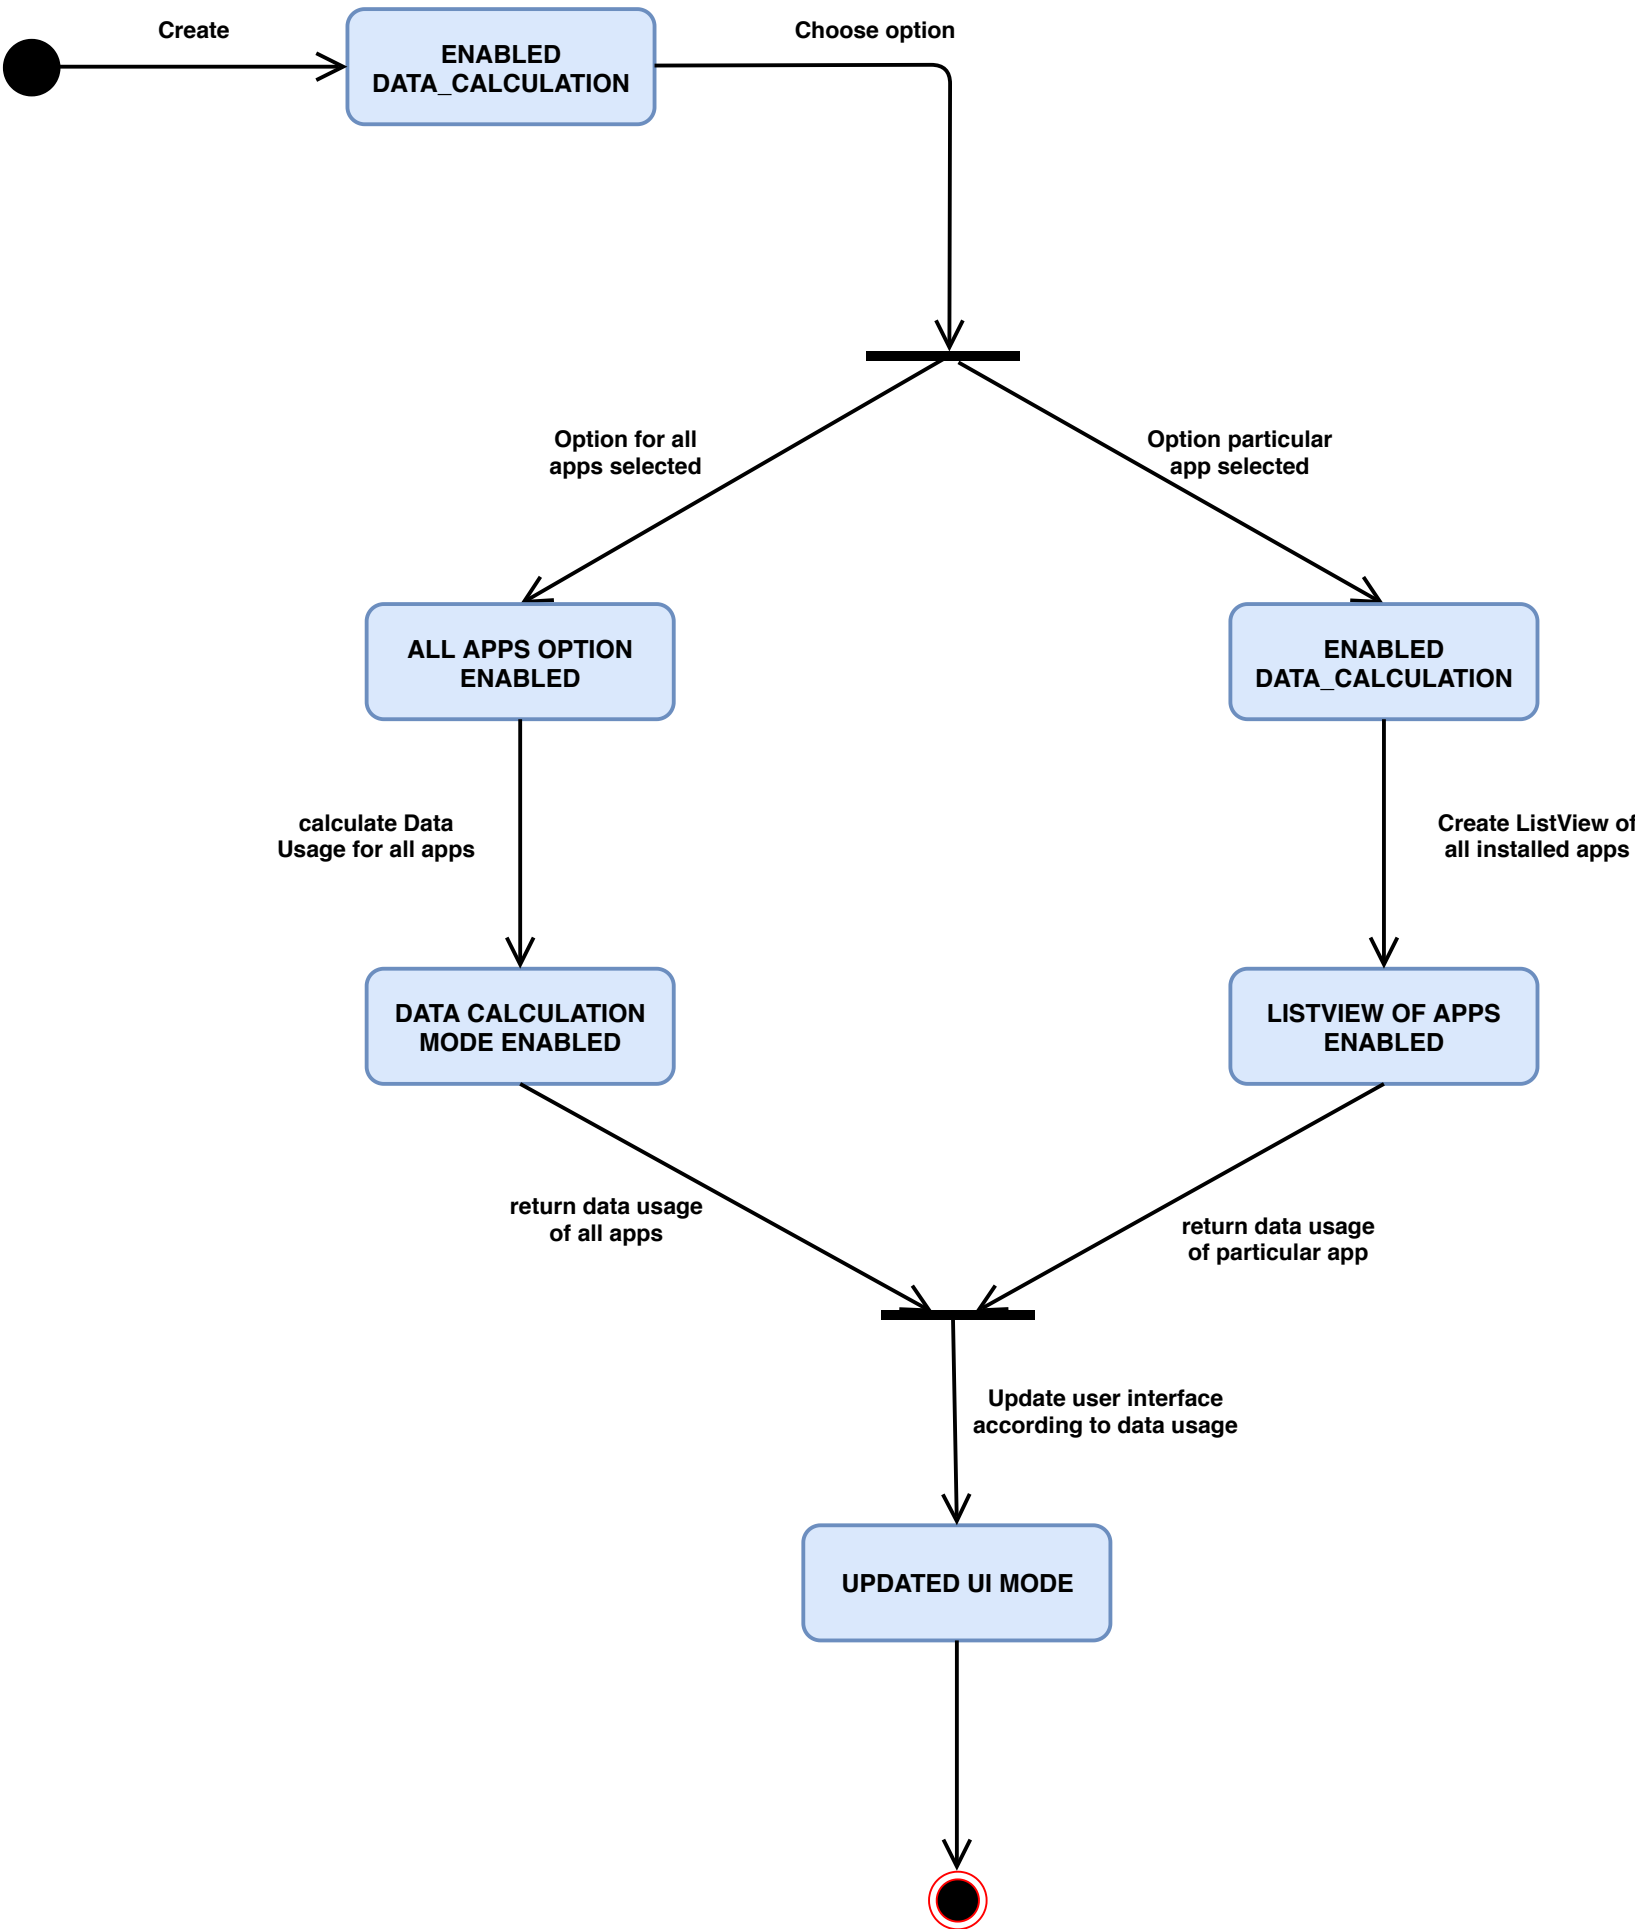 Create
Choose option
ENABLED
DATA_CALCULATION
Option for all
apps selected
Option particular
app selected
ALL APPS OPTION
ENABLED
ENABLED
DATA_CALCULATION
calculate Data
Usage for all apps
Create ListView of
all installed apps
DATA CALCULATION
MODE ENABLED
LISTVIEW OF APPS
ENABLED
return data usage
of all apps
return data usage
of particular app
Update user interface
according to data usage
UPDATED UI MODE